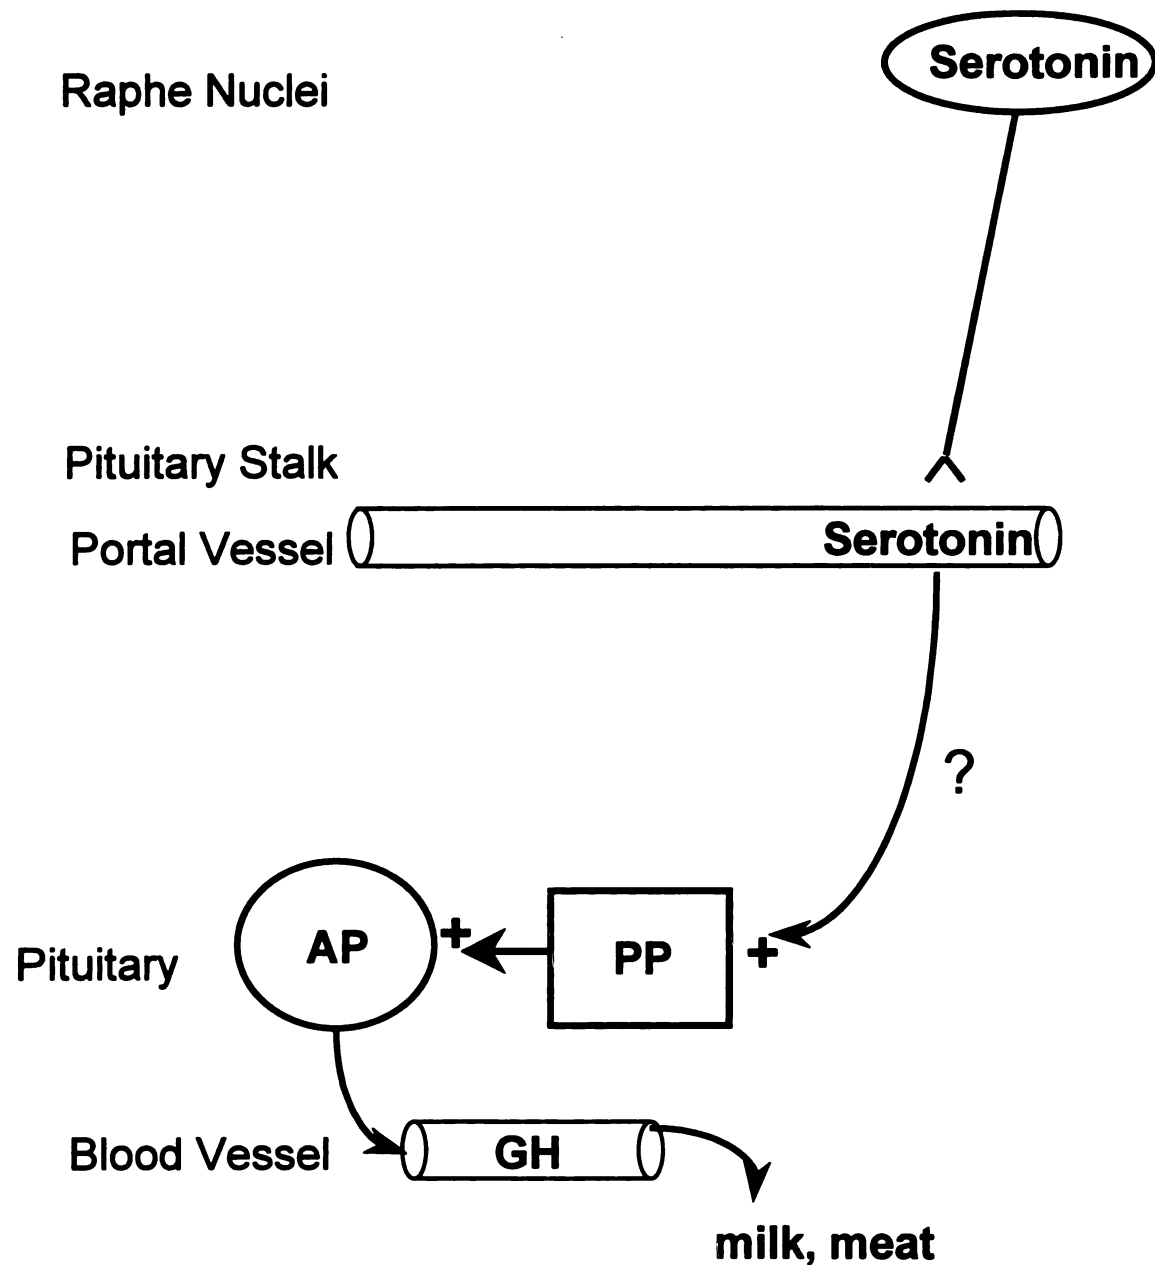 Serotonin
Raphe Nuclei
Pituitary Stalk
Portal Vessel
Serotonin
?
AP
+
PP
+
Pituitary
Blood Vessel
GH
milk, meat